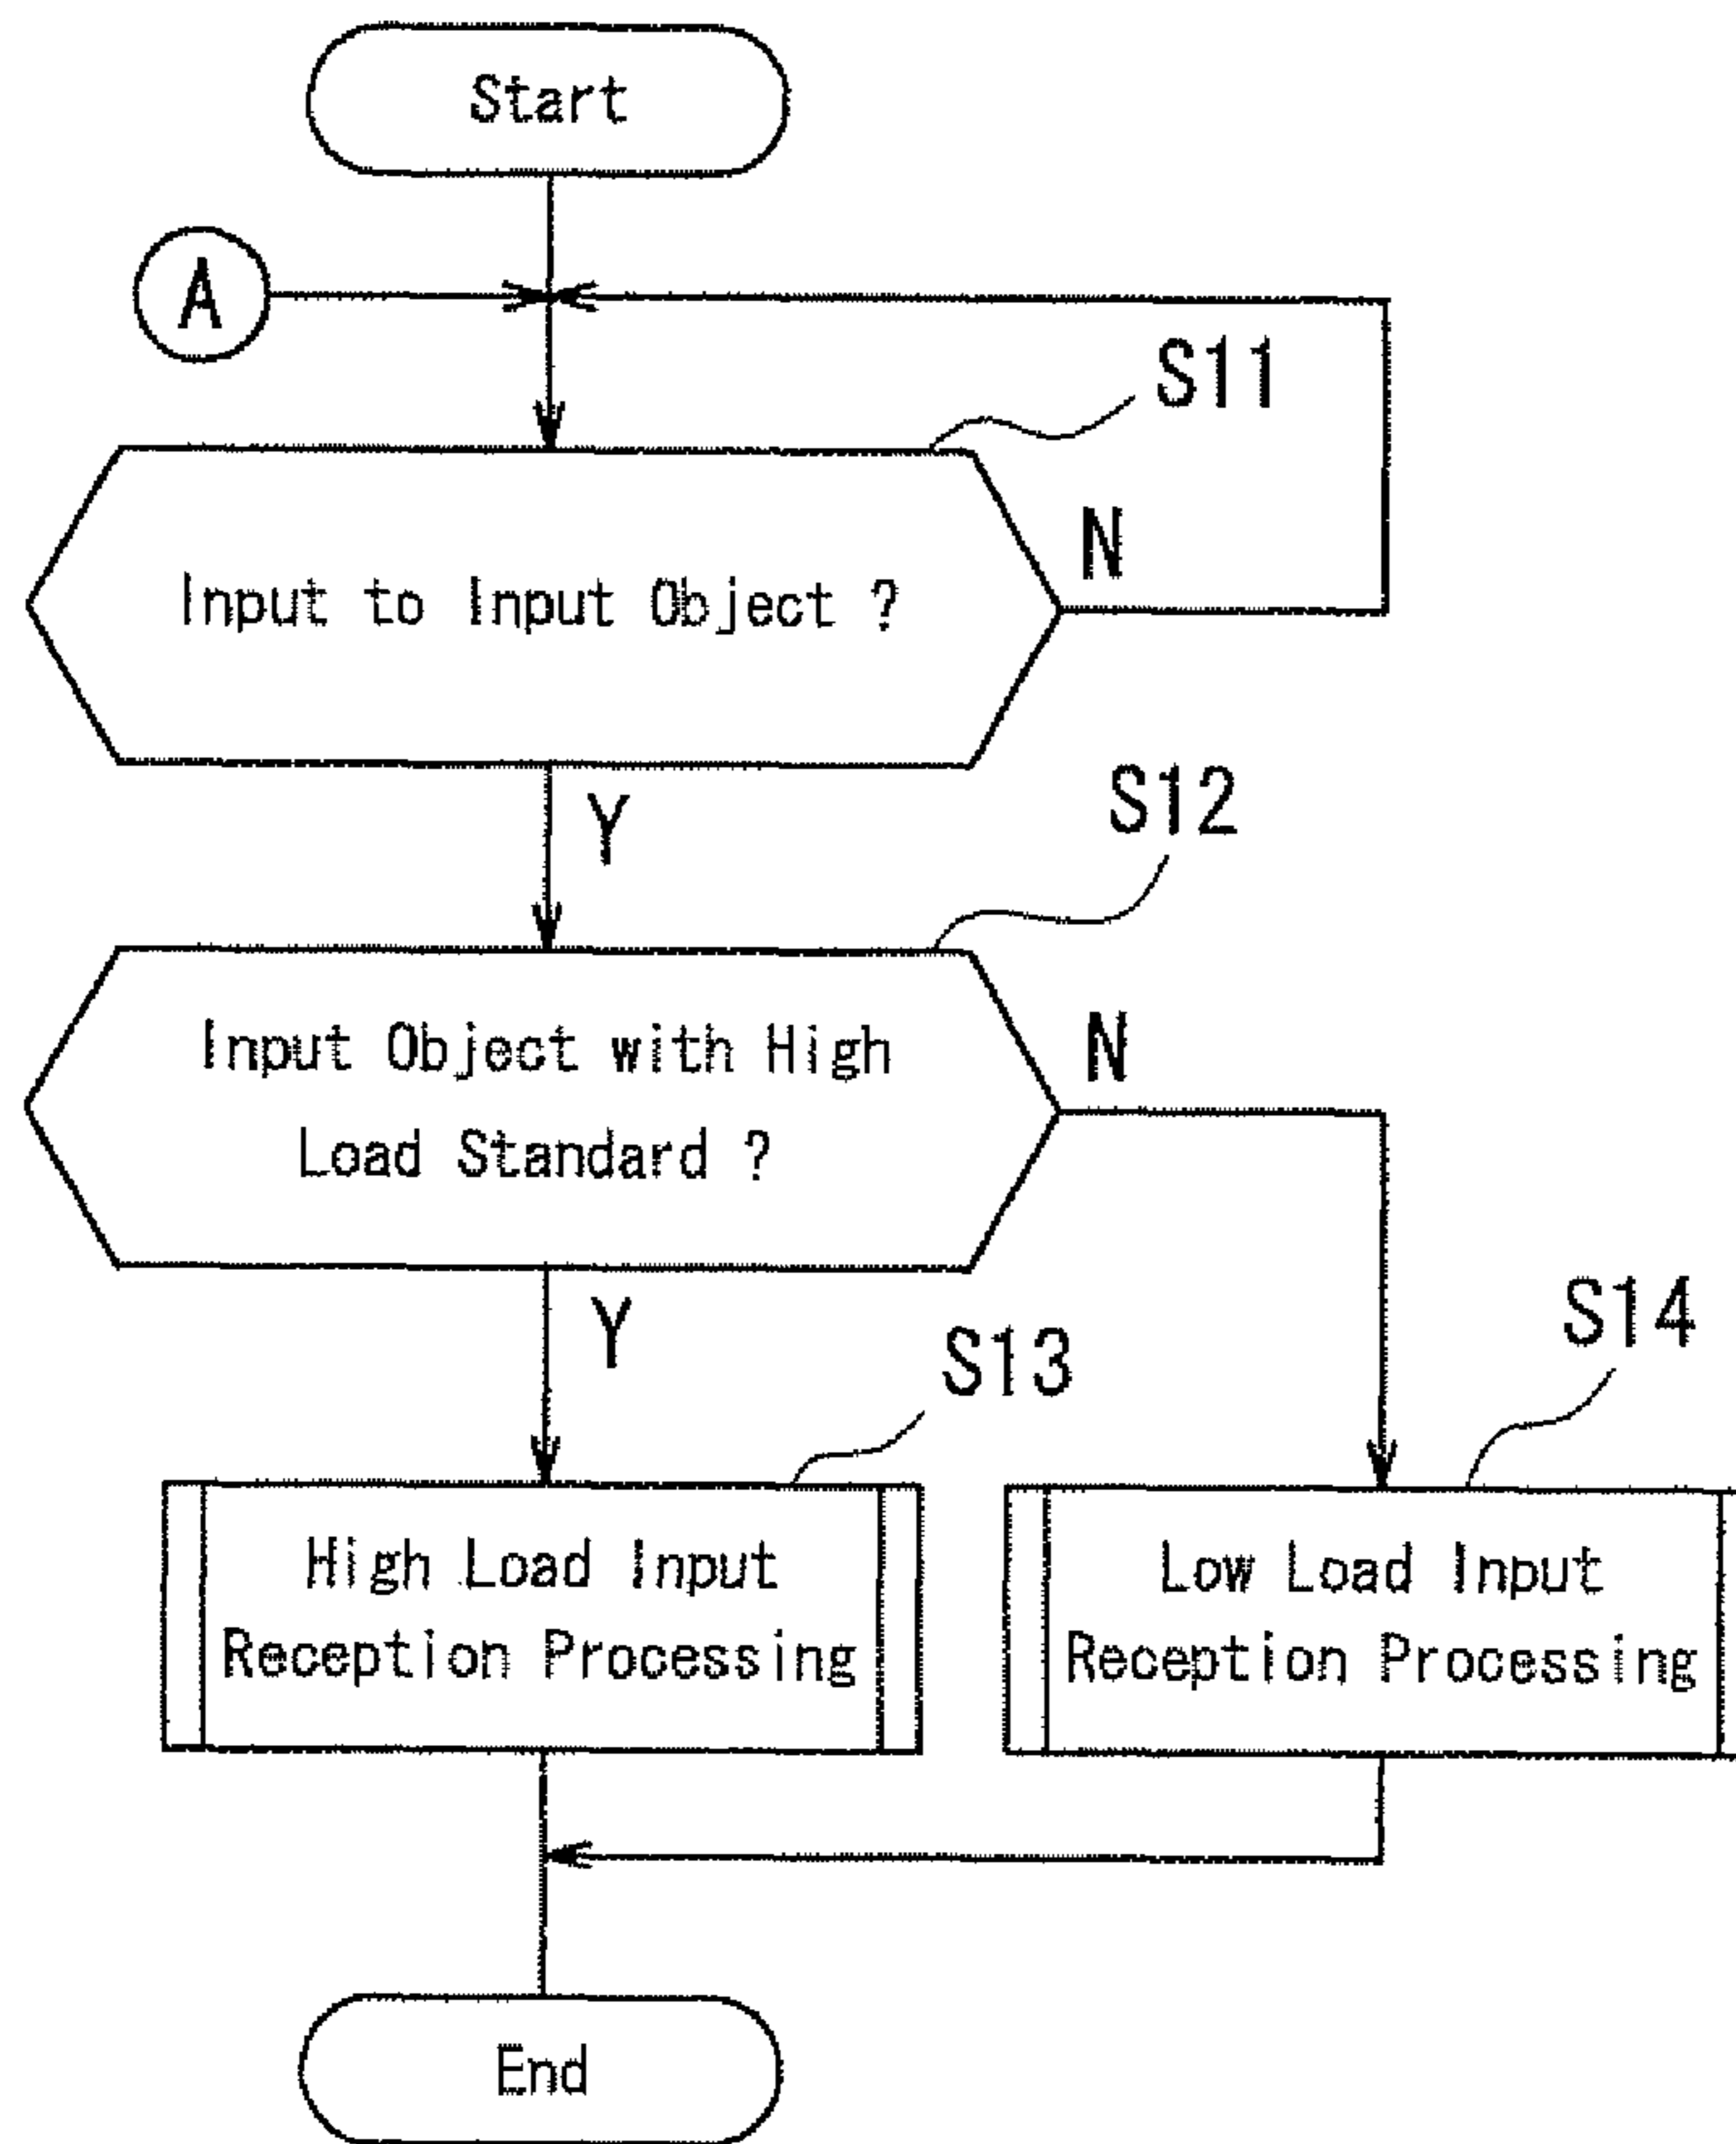 Start
A
S11
Input to Input Object ?
N
Y
S12
Input Object with High
Load Standard ?
N
Y
S13
S14
High Load Input
Reception Processing
Low Load Input
Reception Processing
End